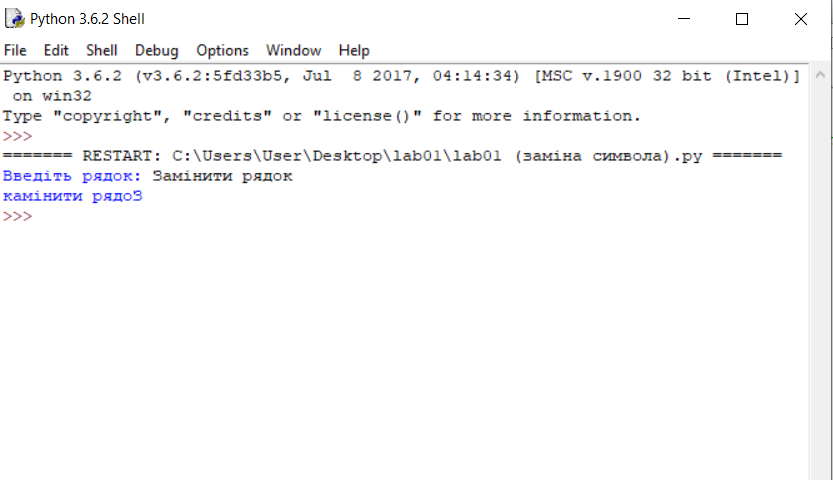 Python 3.6.2 Shell
File Edit Shell Debug Options Window Help
Python 3.6.2 (v3.6.2:5fd33b5, Jul  8 2017, 04:14:34) [MSC v.1900 32 bit (Intel)]
 on win32
Type "copyright", "credits" or "license()" for more information.
>>>
======= RESTART: C:\Users\User\Desktop\lab01\lab01 (заміна символа).py =======
Введіть рядок: Замінити рядок
камінити рядоЗ
>>>